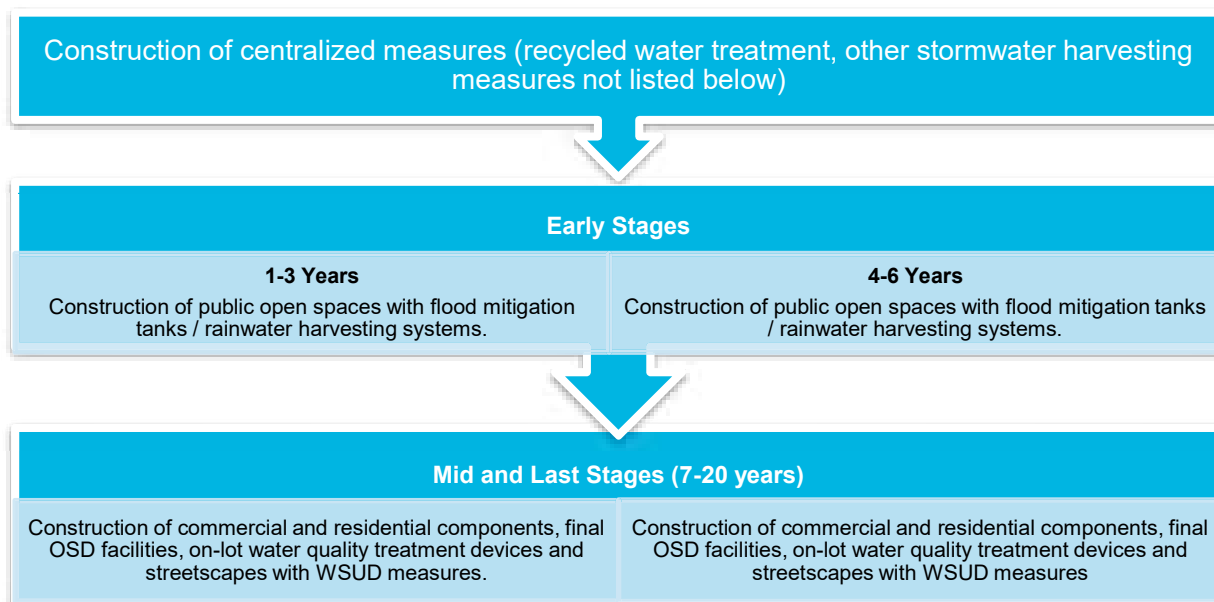 Construction of centralized measures (recycled water treatment, other stormwater harvesting
measures not listed below)
Early Stages
1-3 Years
Construction of public open spaces with flood mitigation
tanks / rainwater harvesting systems.
4-6 Years
Construction of public open spaces with flood mitigation tanks
/ rainwater harvesting systems.
Mid and Last Stages (7-20 years)
Construction of commercial and residential components, final
OSD facilities, on-lot water quality treatment devices and
streetscapes with WSUD measures.
Construction of commercial and residential components, final
OSD facilities, on-lot water quality treatment devices and
streetscapes with WSUD measures